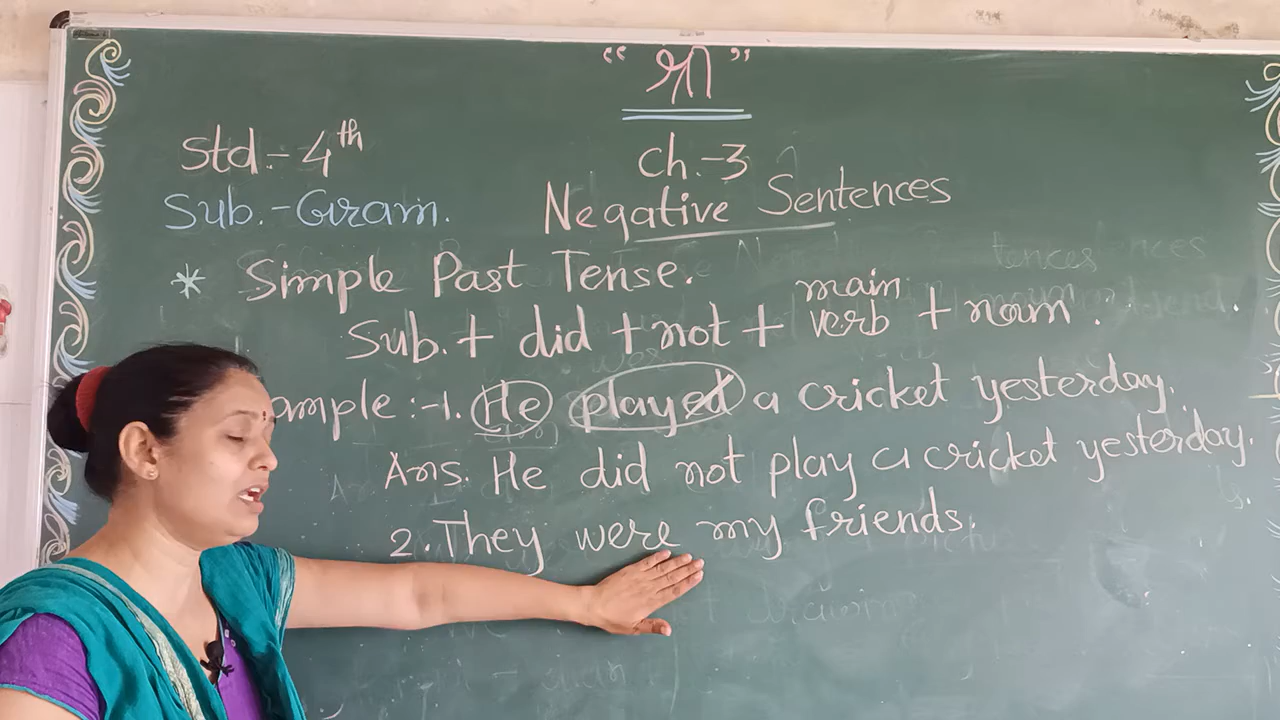 “ श्री ”
Std.- 4th
Ch.-3
Sub.-Gram.
Negative Sentences
* Simple Past Tense.
Sub. + did + not + main verb + noun.
ample :-1. He played a cricket yesterday.
Ans. He did not play a cricket yesterday.
2. They were my friends.